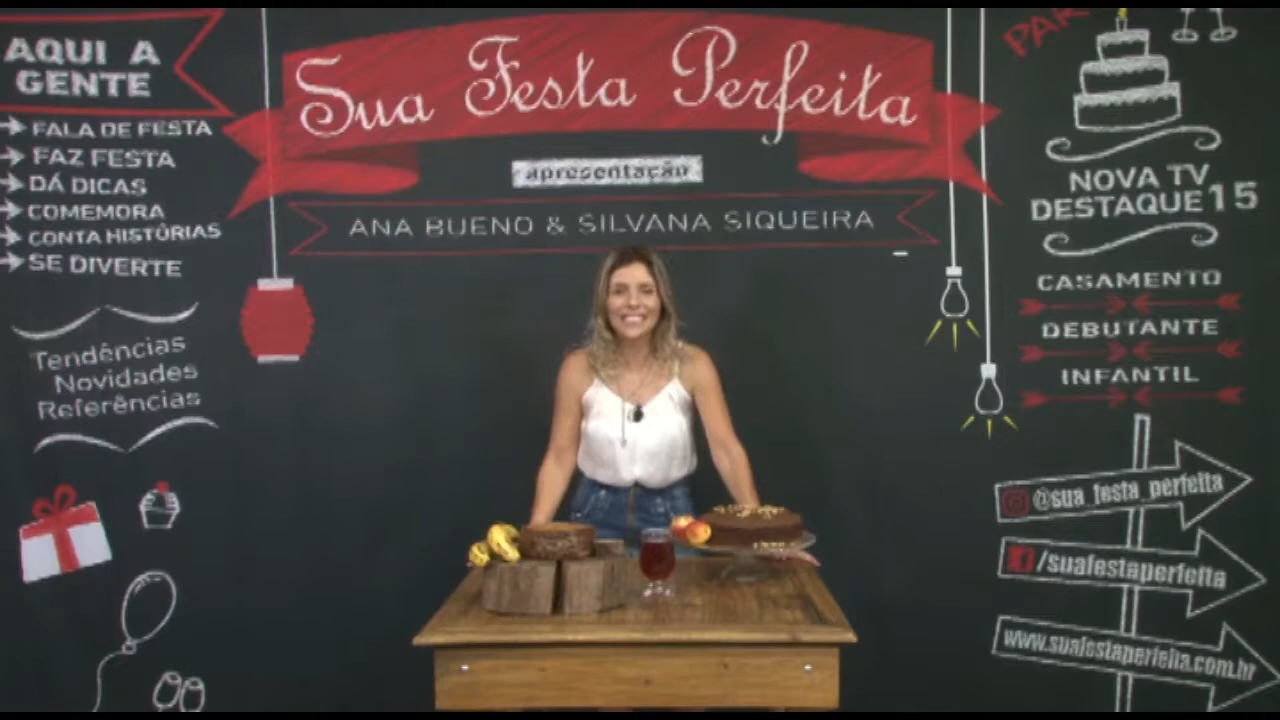 AQUI A
GENTE
FALA DE FESTA
FAZ FESTA
DÁ DICAS
COMEMORA
CONTA HISTÓRIAS
SE DIVERTE
Tendências
Novidades
Referências
Sua Festa Perfeita
apresentação
ANA BUENO & SILVANA SIQUEIRA
NOVA TV
DESTAQUE 15
CASAMENTO
DEBUTANTE
INFANTIL
@sua_festa_perfeita
/suafestaperfeita
www.suafestaperfeita.com.br